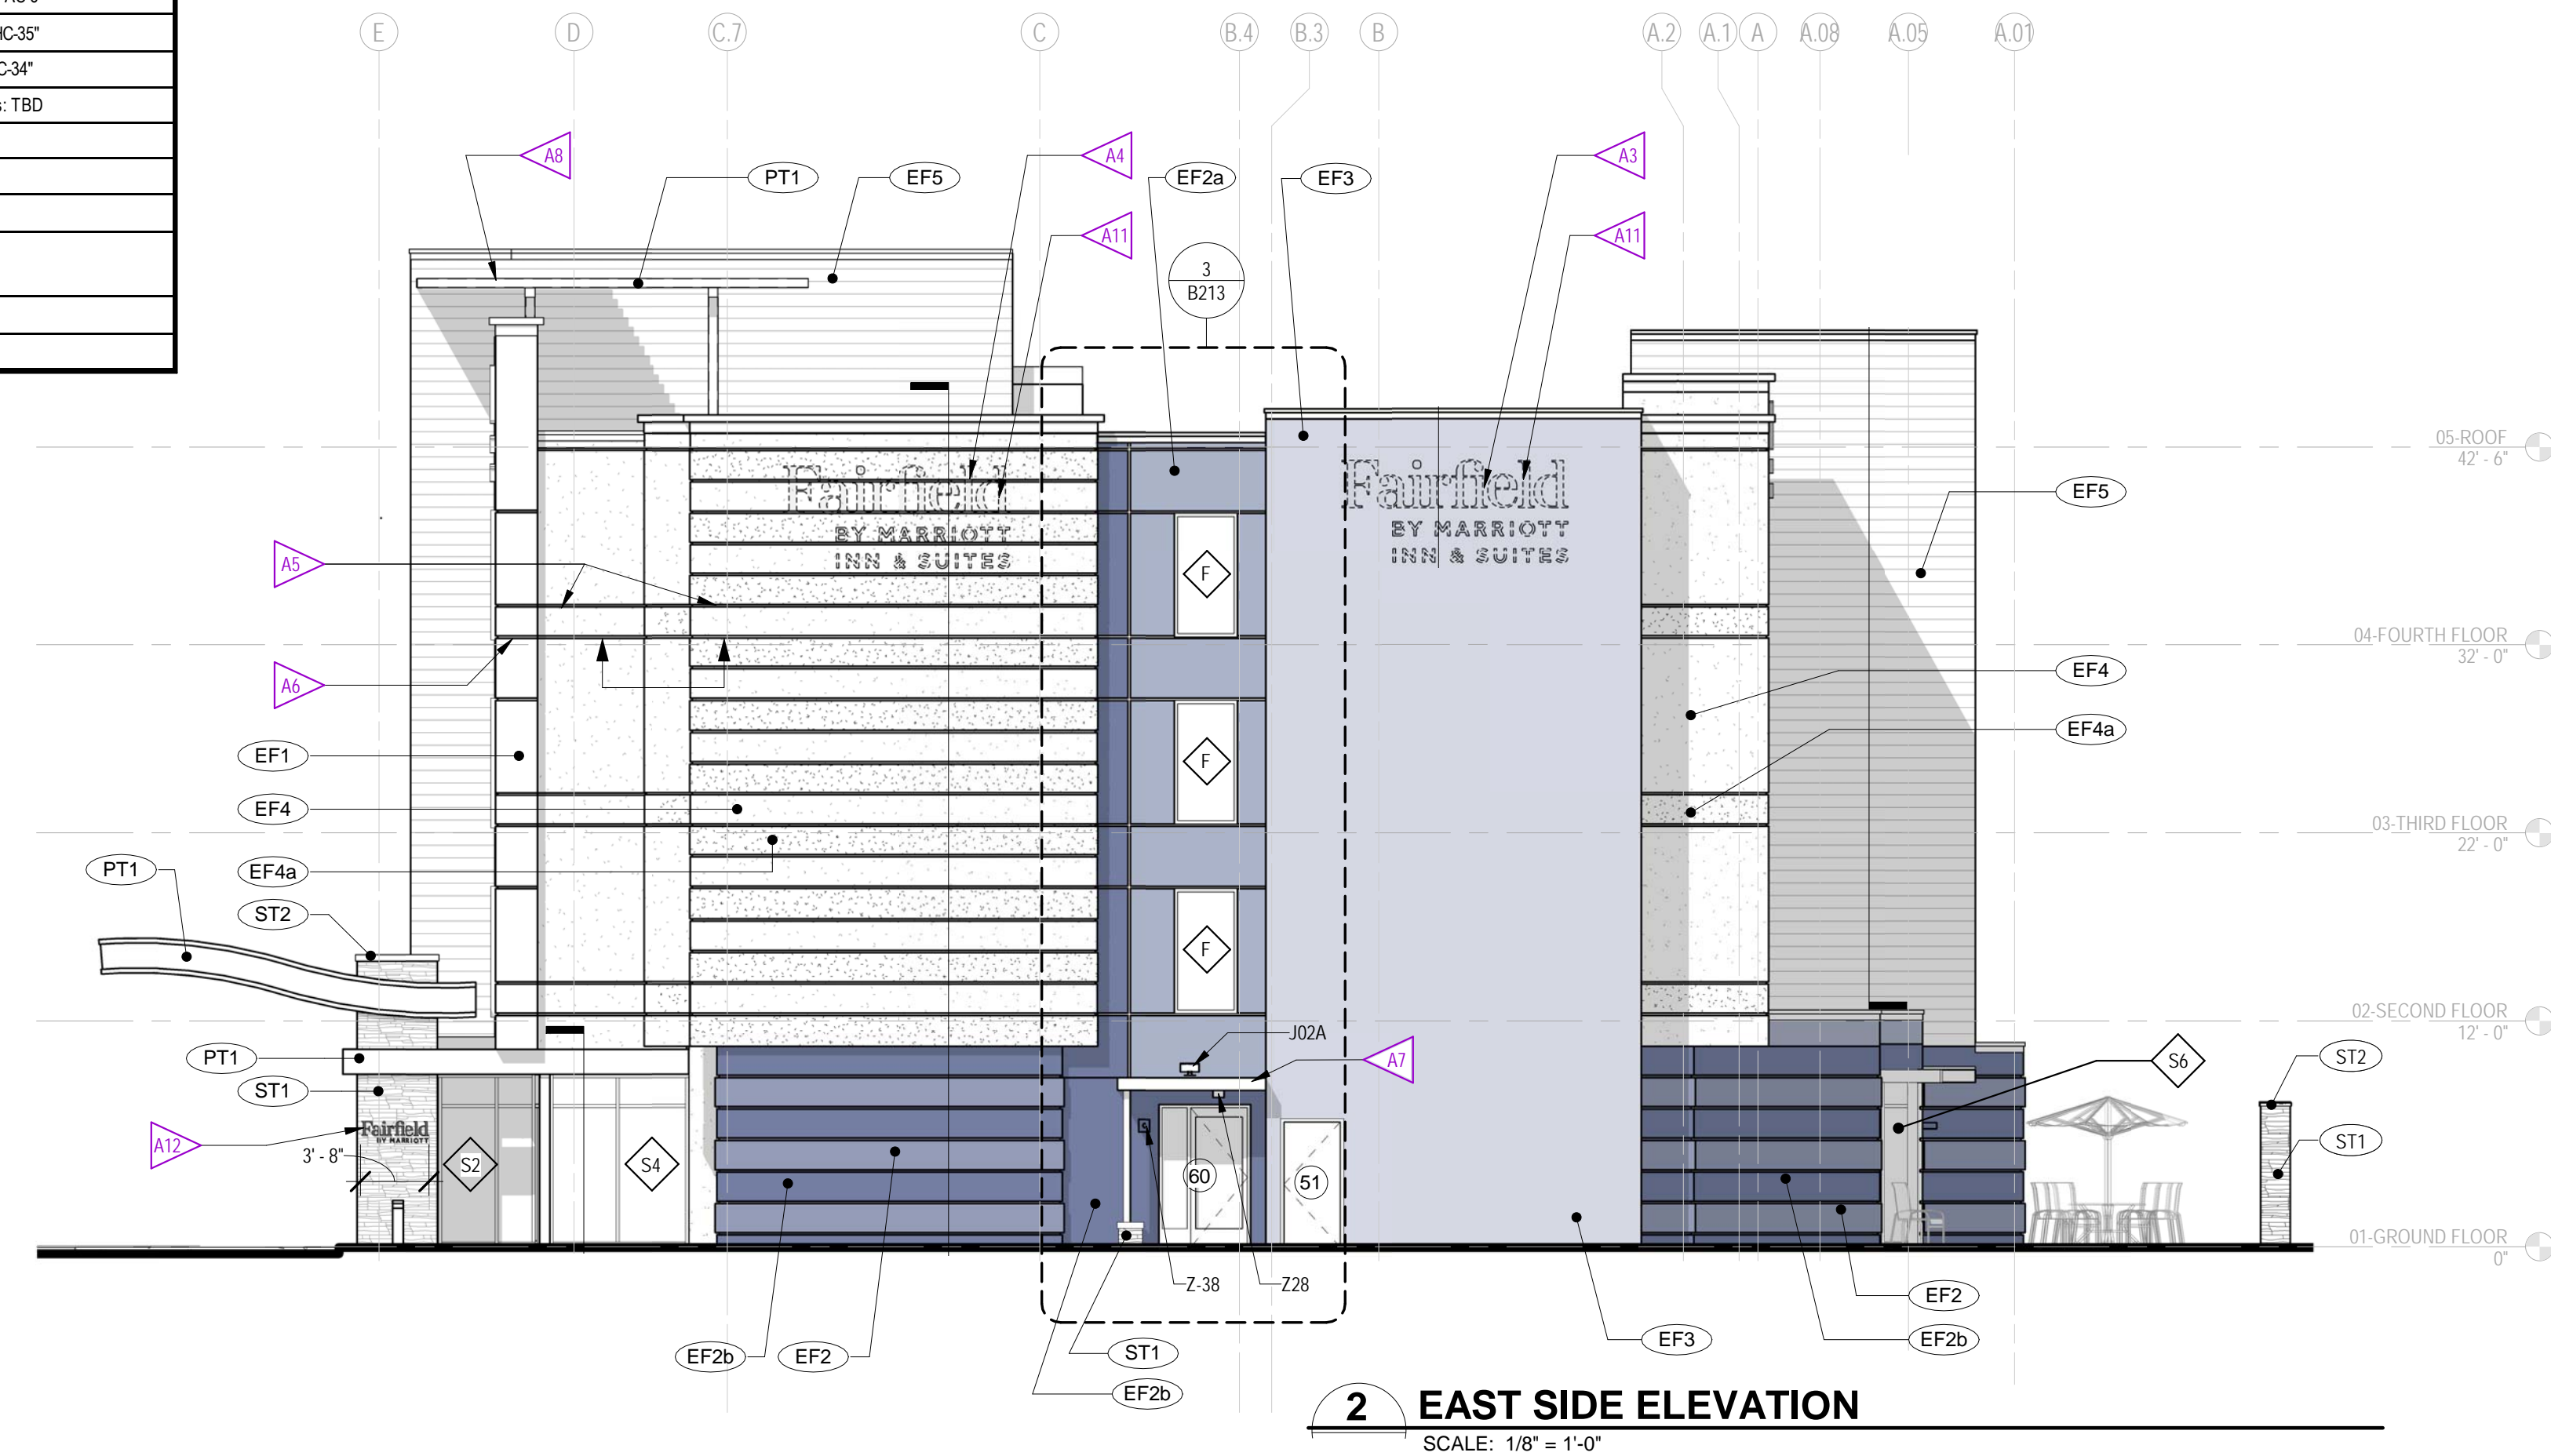 HC-35"
C-34"
s: TBD
E
D
C.7
C
B.4
B.3
B
A.2
A.1
A
A.08
A.05
A.01
A8
PT1
EF5
A4
A11
EF2a
EF3
A3
A11
3
B213
05-ROOF
42' - 6"
Fairfield
BY MARRIOTT
INN & SUITES
Fairfield
BY MARRIOTT
INN & SUITES
EF5
A5
F
04-FOURTH FLOOR
32' - 0"
A6
EF4
EF4a
EF1
F
EF4
03-THIRD FLOOR
22' - 0"
PT1
EF4a
ST2
F
02-SECOND FLOOR
12' - 0"
J02A
PT1
A7
S6
ST2
ST1
A12
Fairfield
BY MARRIOTT
3' - 8"
S2
S4
60
51
ST1
01-GROUND FLOOR
0"
Z-38
Z28
EF2
EF2b
EF2
ST1
EF3
EF2b
EF2b
2
EAST SIDE ELEVATION
SCALE: 1/8" = 1'-0"